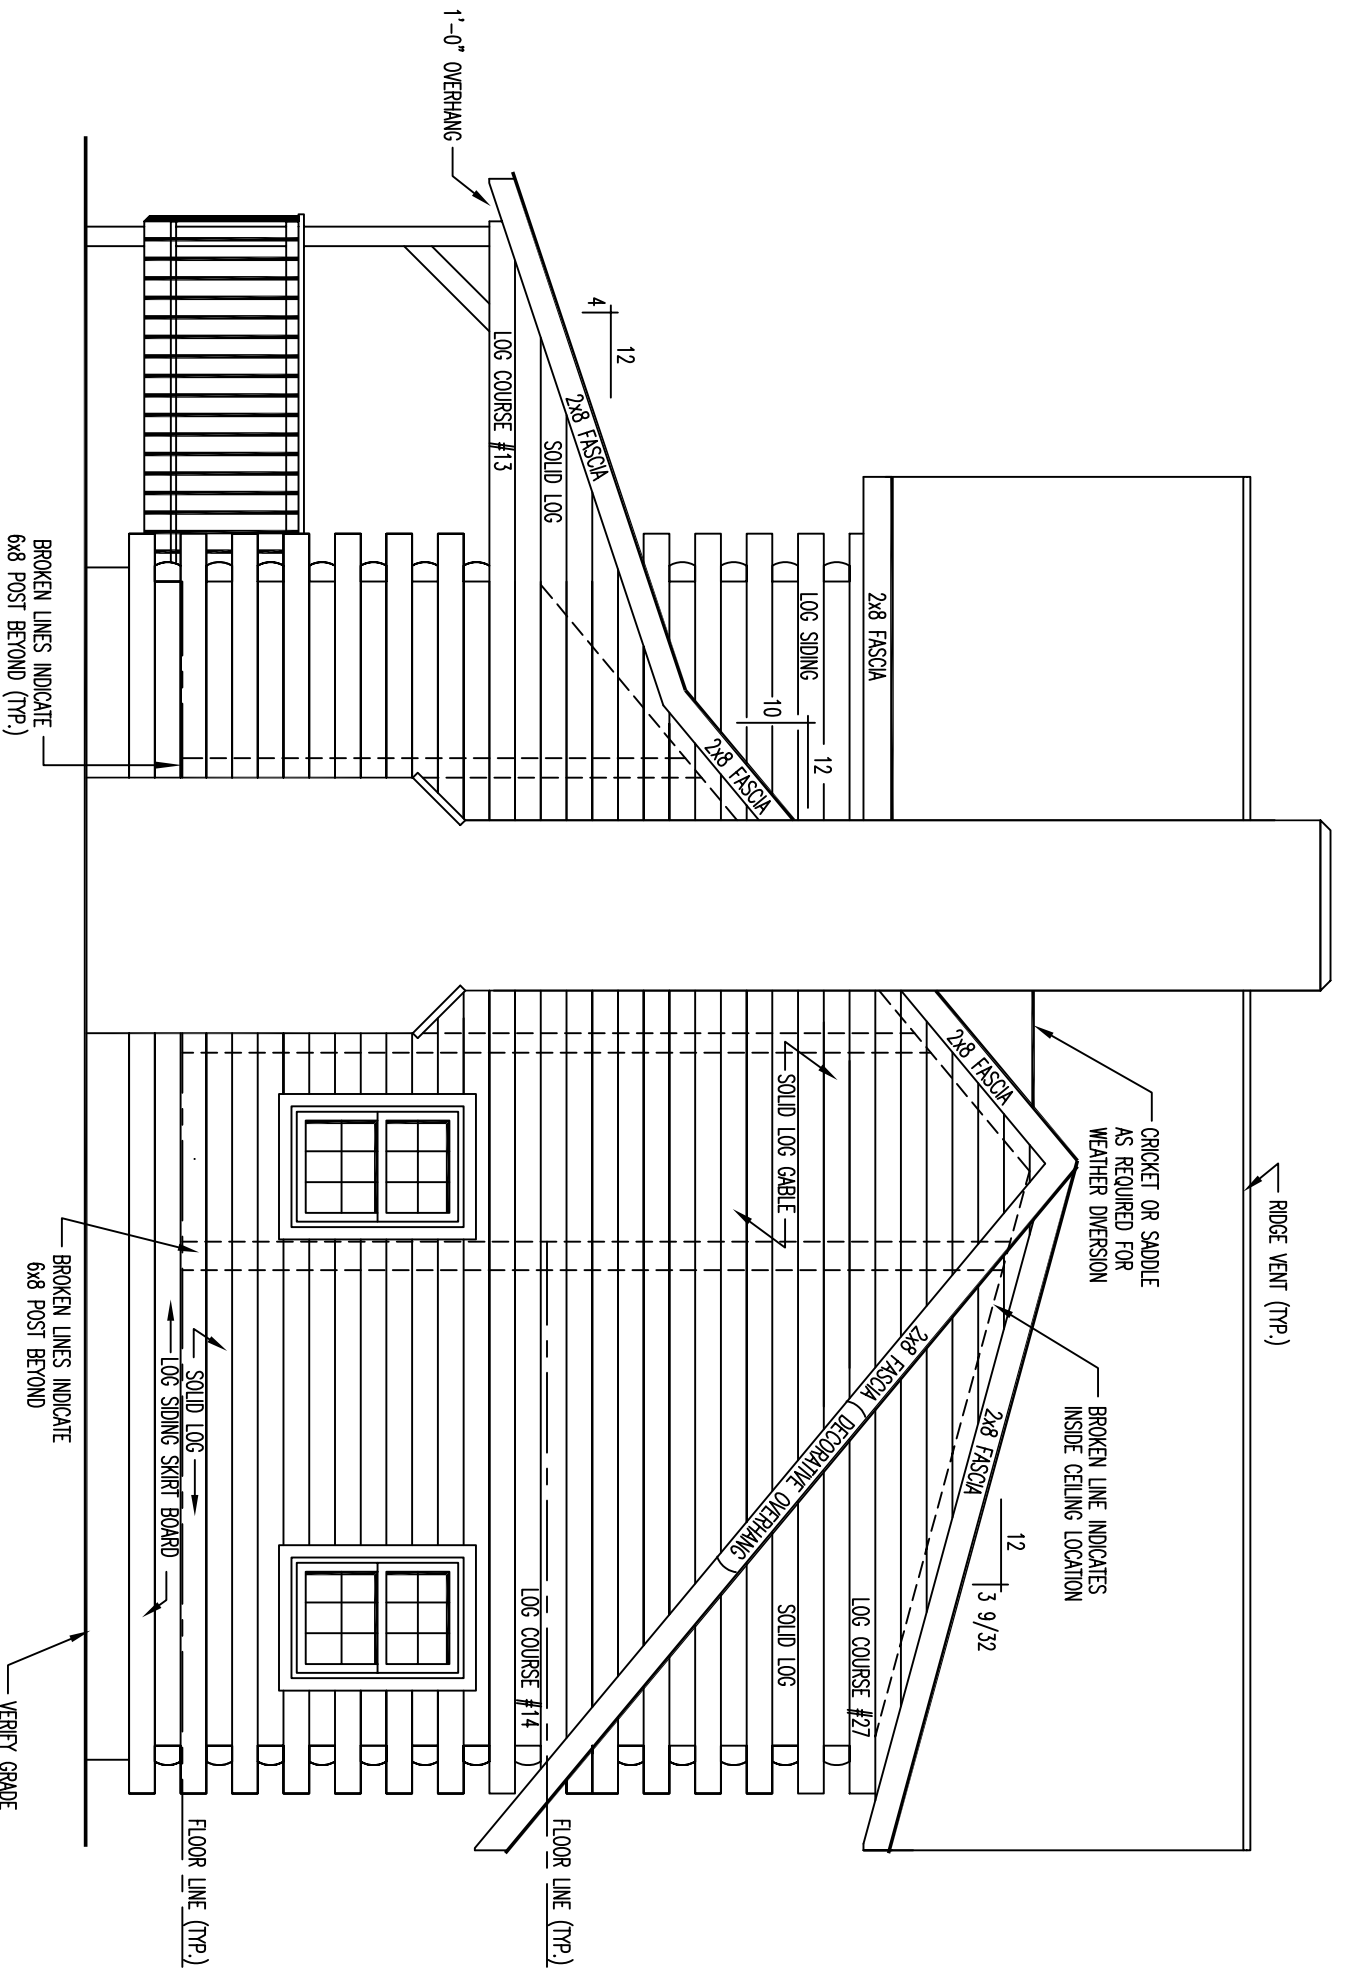 RIDGE VENT (TYP.)
CRICKET OR SADDLE
AS REQUIRED FOR
WEATHER DIVERSION
BROKEN LINE INDICATES
INSIDE CEILING LOCATION
12
3 9/32
2x8 FASCIA
2x8 FASCIA
2x8 FASCIA
LOG SIDING
12
10
2x8 FASCIA
SOLID LOG GABLE
2x8 FASCIA ( DECORATIVE OVERHANG )
LOG COURSE #27
SOLID LOG
12
4
2x8 FASCIA
SOLID LOG
LOG COURSE #13
1'-0" OVERHANG
LOG COURSE #14
FLOOR LINE (TYP.)
SOLID LOG
LOG SIDING SKIRT BOARD
FLOOR LINE (TYP.)
BROKEN LINES INDICATE
6x8 POST BEYOND (TYP.)
BROKEN LINES INDICATE
6x8 POST BEYOND
VERIFY GRADE